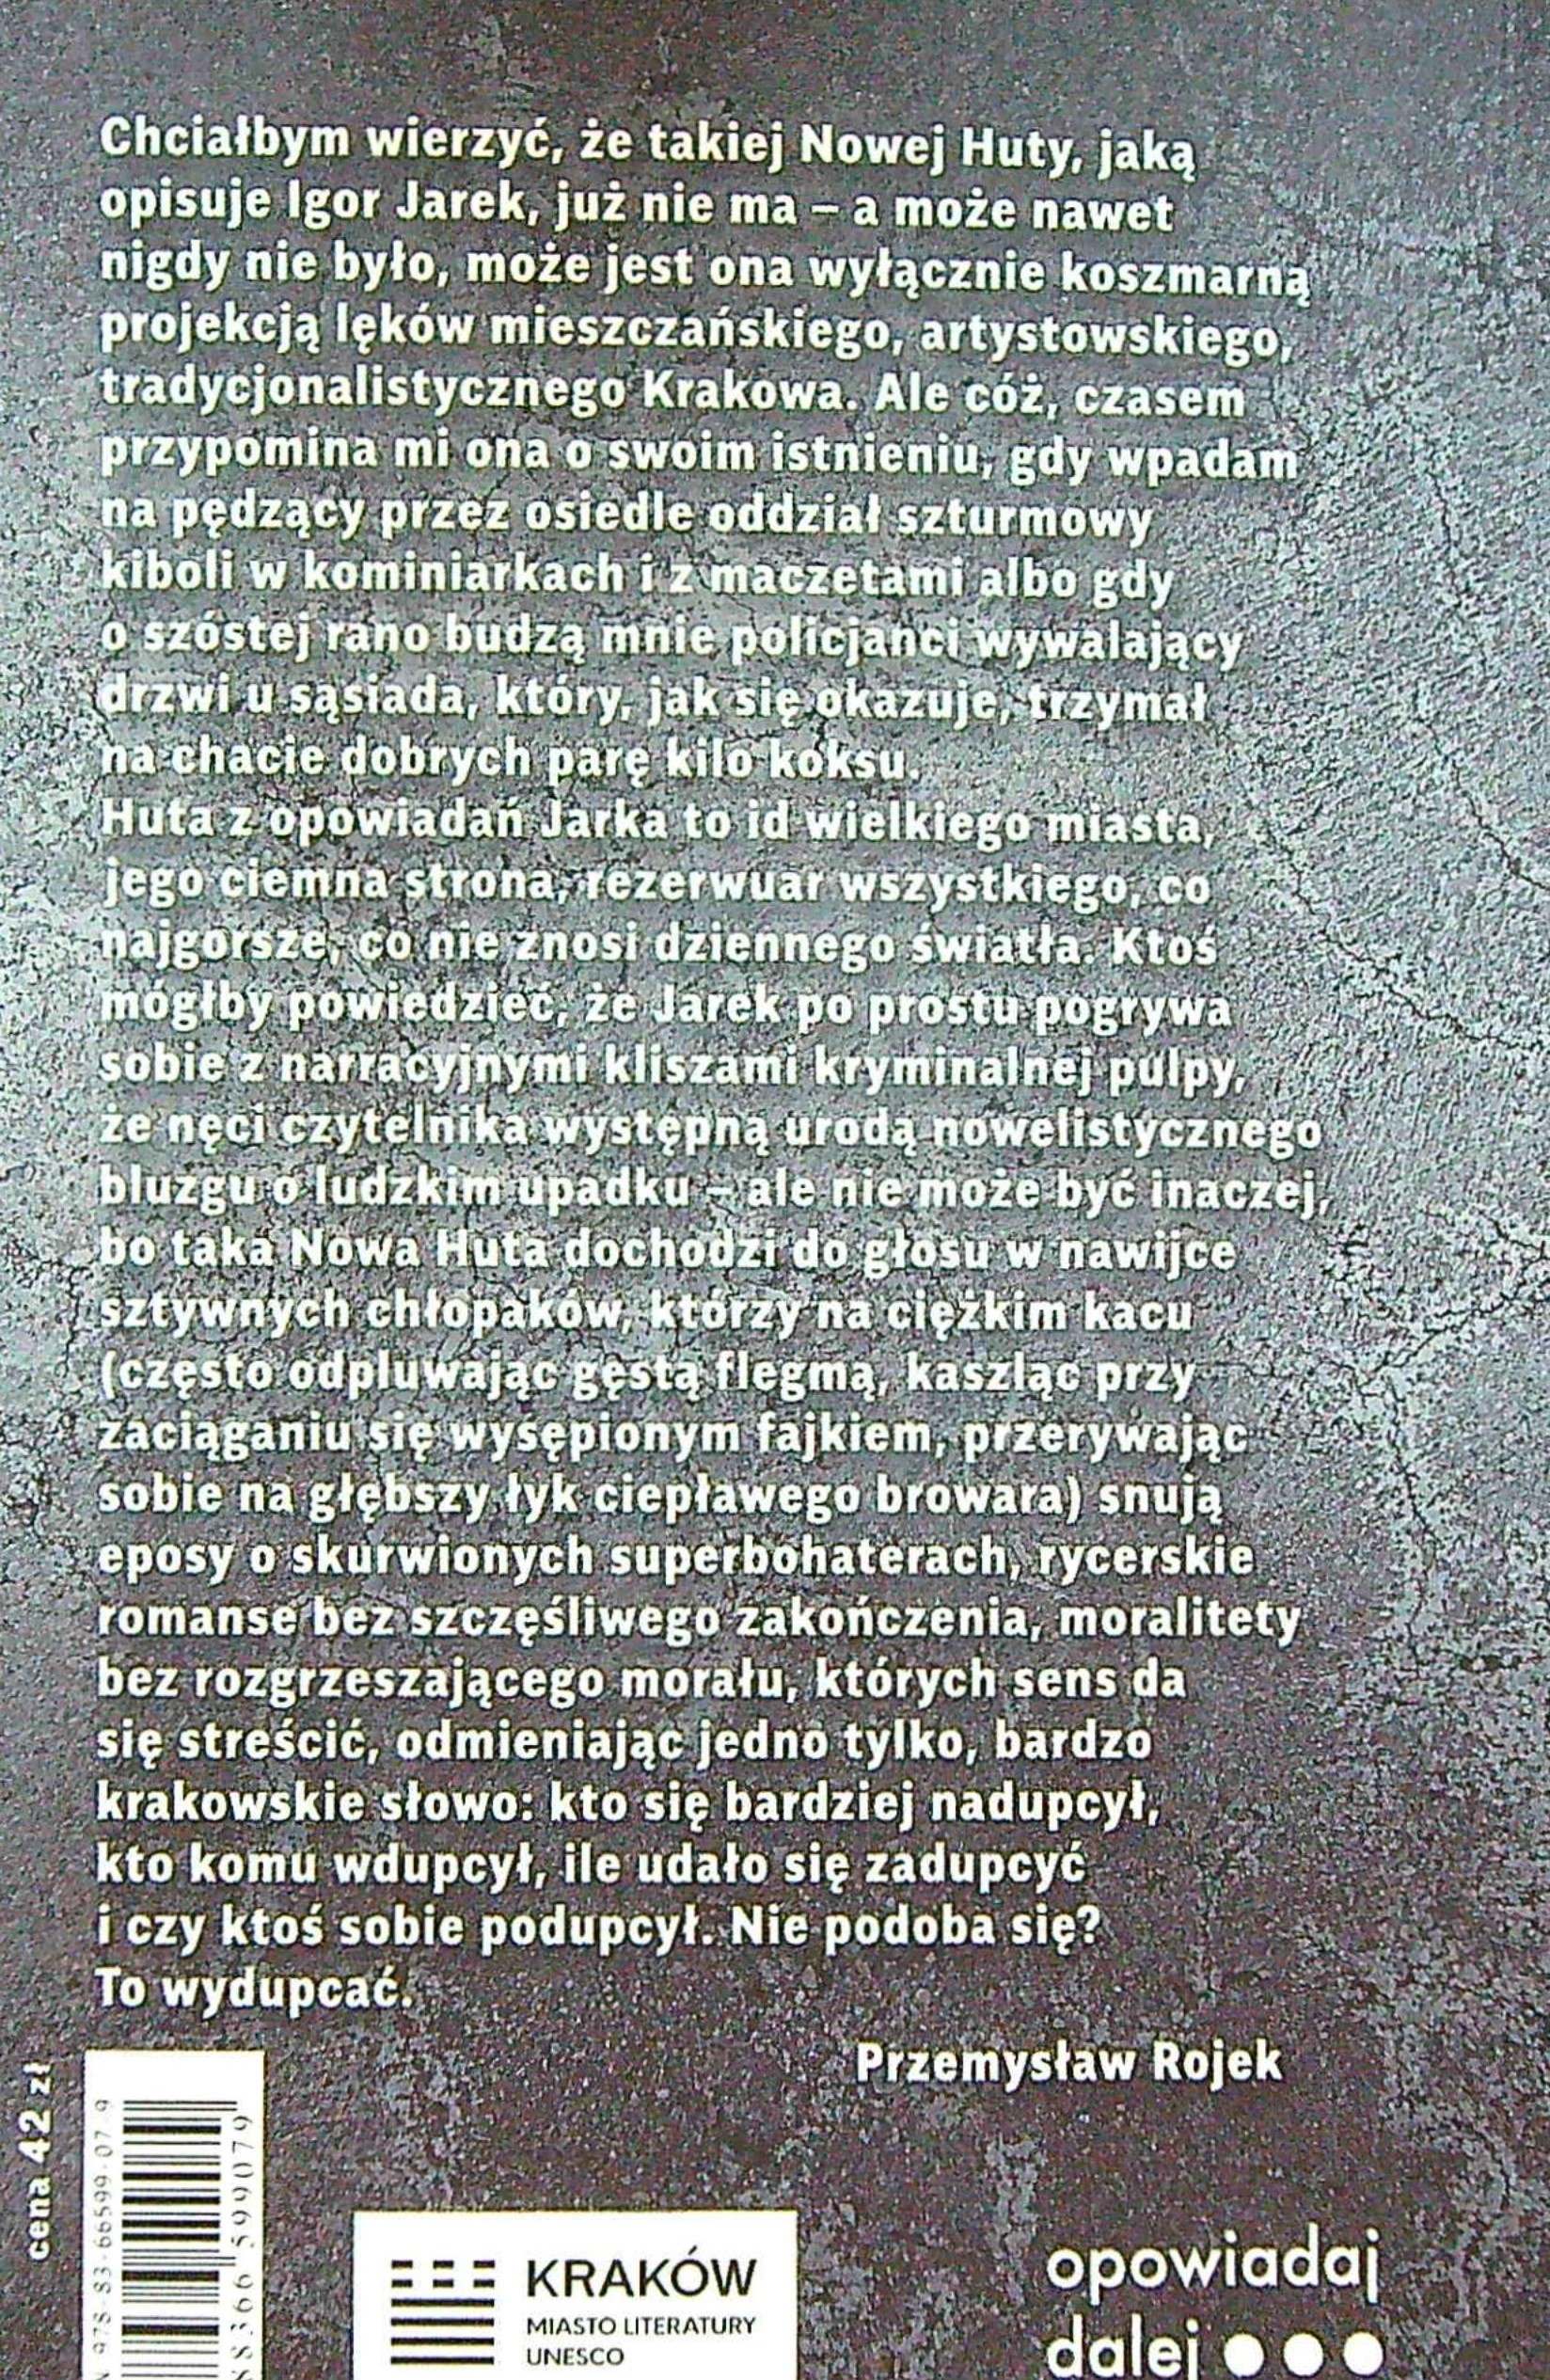 Chciałbym wierzyć, że takiej Nowej Huty, jaką
opisuje Igor Jarek, już nie ma – a może nawet
nigdy nie było, może jest ona wyłącznie koszmarną
projekcją lęków mieszczańskiego, artystowskiego,
tradycjonalistycznego Krakowa. Ale cóż, czasem
przypomina mi ona o swoim istnieniu, gdy wpadam
na pędzący przez osiedle oddział szturmowy
kiboli w kominiarkach i z maczetami albo gdy
o szóstej rano budzą mnie policjanci wywalający
drzwi u sąsiada, który, jak się okazuje, trzymał
na chacie dobrych parę kilo koksu.
Huta z opowiadań Jarka to id wielkiego miasta,
jego ciemna strona, rezerwuar wszystkiego, co
najgorsze, co nie znosi dziennego światła. Ktoś
mógłby powiedzieć, że Jarek po prostu pogrywa
sobie z narracyjnymi kliszami kryminalnej pulpy,
że nęci czytelnika występną urodą nowelistycznego
bluzgu o ludzkim upadku – ale nie może być inaczej,
bo taka Nowa Huta dochodzi do głosu w nawijce
sztywnych chłopaków, którzy na ciężkim kacu
(często odpluwając gęstą flegmą, kaszląc przy
zaciąganiu się wysępionym fajkiem, przerywając
sobie na głębszy łyk ciepławego browara) snują
eposy o skurwionych superbohaterach, rycerskie
romanse bez szczęśliwego zakończenia, moralitety
bez rozgrzeszającego morału, których sens da
się streścić, odmieniając jedno tylko, bardzo
krakowskie słowo: kto się bardziej nadupcył,
kto komu wdupcył, ile udało się zadupcyć
i czy ktoś sobie podupcył. Nie podoba się?
To wydupcać.
Przemysław Rojek
cena 42 zł
978-83-66599-07-9
88366 599079
KRAKÓW
MIASTO LITERATURY
UNESCO
opowiadaj
dalej